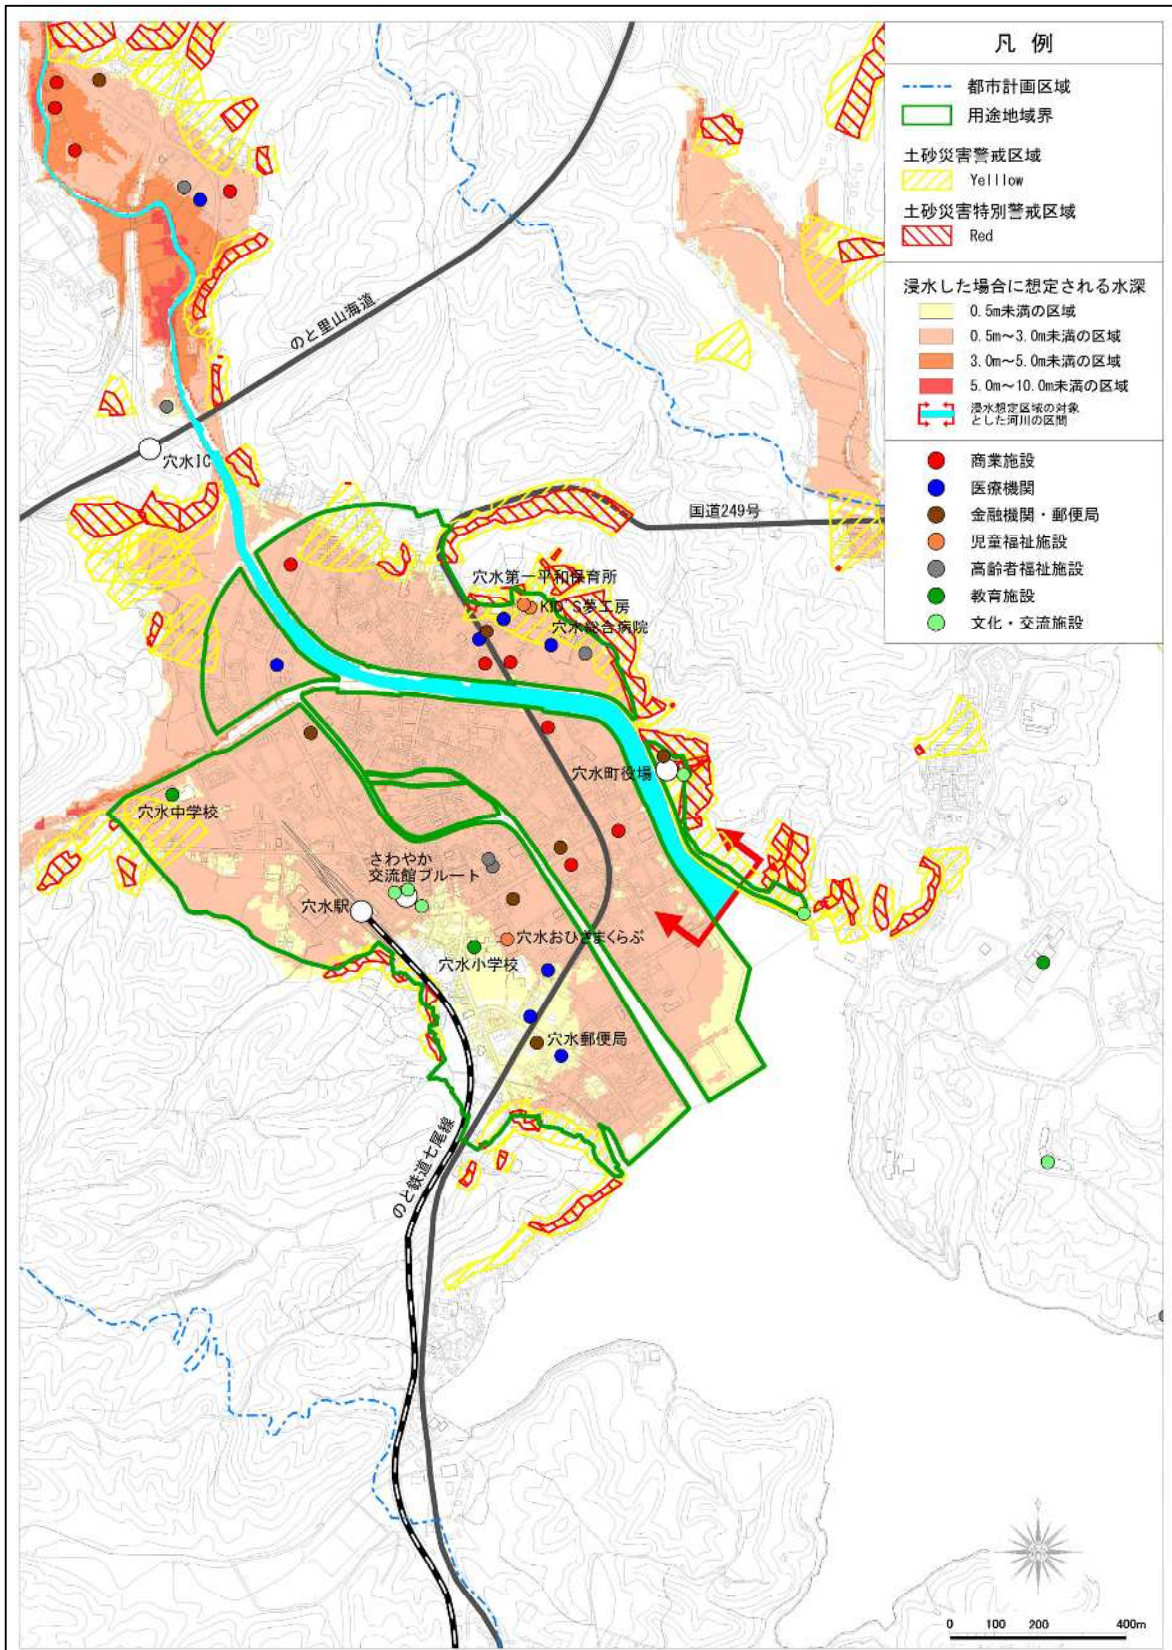 凡 例
都市計画区域
用途地域界
土砂災害警戒区域
Yelllow
土砂災害特別警戒区域
Red
浸水した場合に想定される水深
0.5m未満の区域
0.5m～3.0m未満の区域
3.0m～5.0m未満の区域
5.0m～10.0m未満の区域
浸水想定区域の対象
とした河川の区間
商業施設
医療機関
金融機関・郵便局
児童福祉施設
高齢者福祉施設
教育施設
文化・交流施設
のと里山海道
穴水IC
国道249号
穴水第一平和保育所
KID'S夢工房
穴水総合病院
穴水町役場
穴水中学校
さわやか
交流館プルート
穴水駅
穴水おひさまくらぶ
穴水小学校
穴水郵便局
のと鉄道七尾線
0 100 200 400m